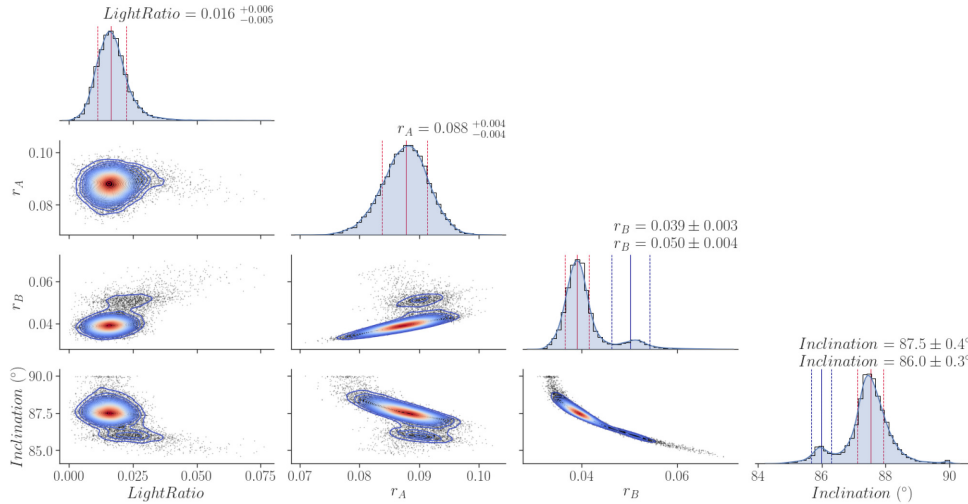 LightRatio = 0.016 +0.006 −0.005
r_A = 0.088 +0.004 −0.004
0.10
0.08
r_A
r_B = 0.039 ± 0.003
r_B = 0.050 ± 0.004
0.06
0.04
r_B
Inclination = 87.5 ± 0.4°
Inclination = 86.0 ± 0.3°
90.0
87.5
85.0
Inclination (°)
0.000 0.025 0.050 0.075
0.07 0.08 0.09 0.10
0.04 0.06
84 86 88 90
LightRatio
r_A
r_B
Inclination (°)